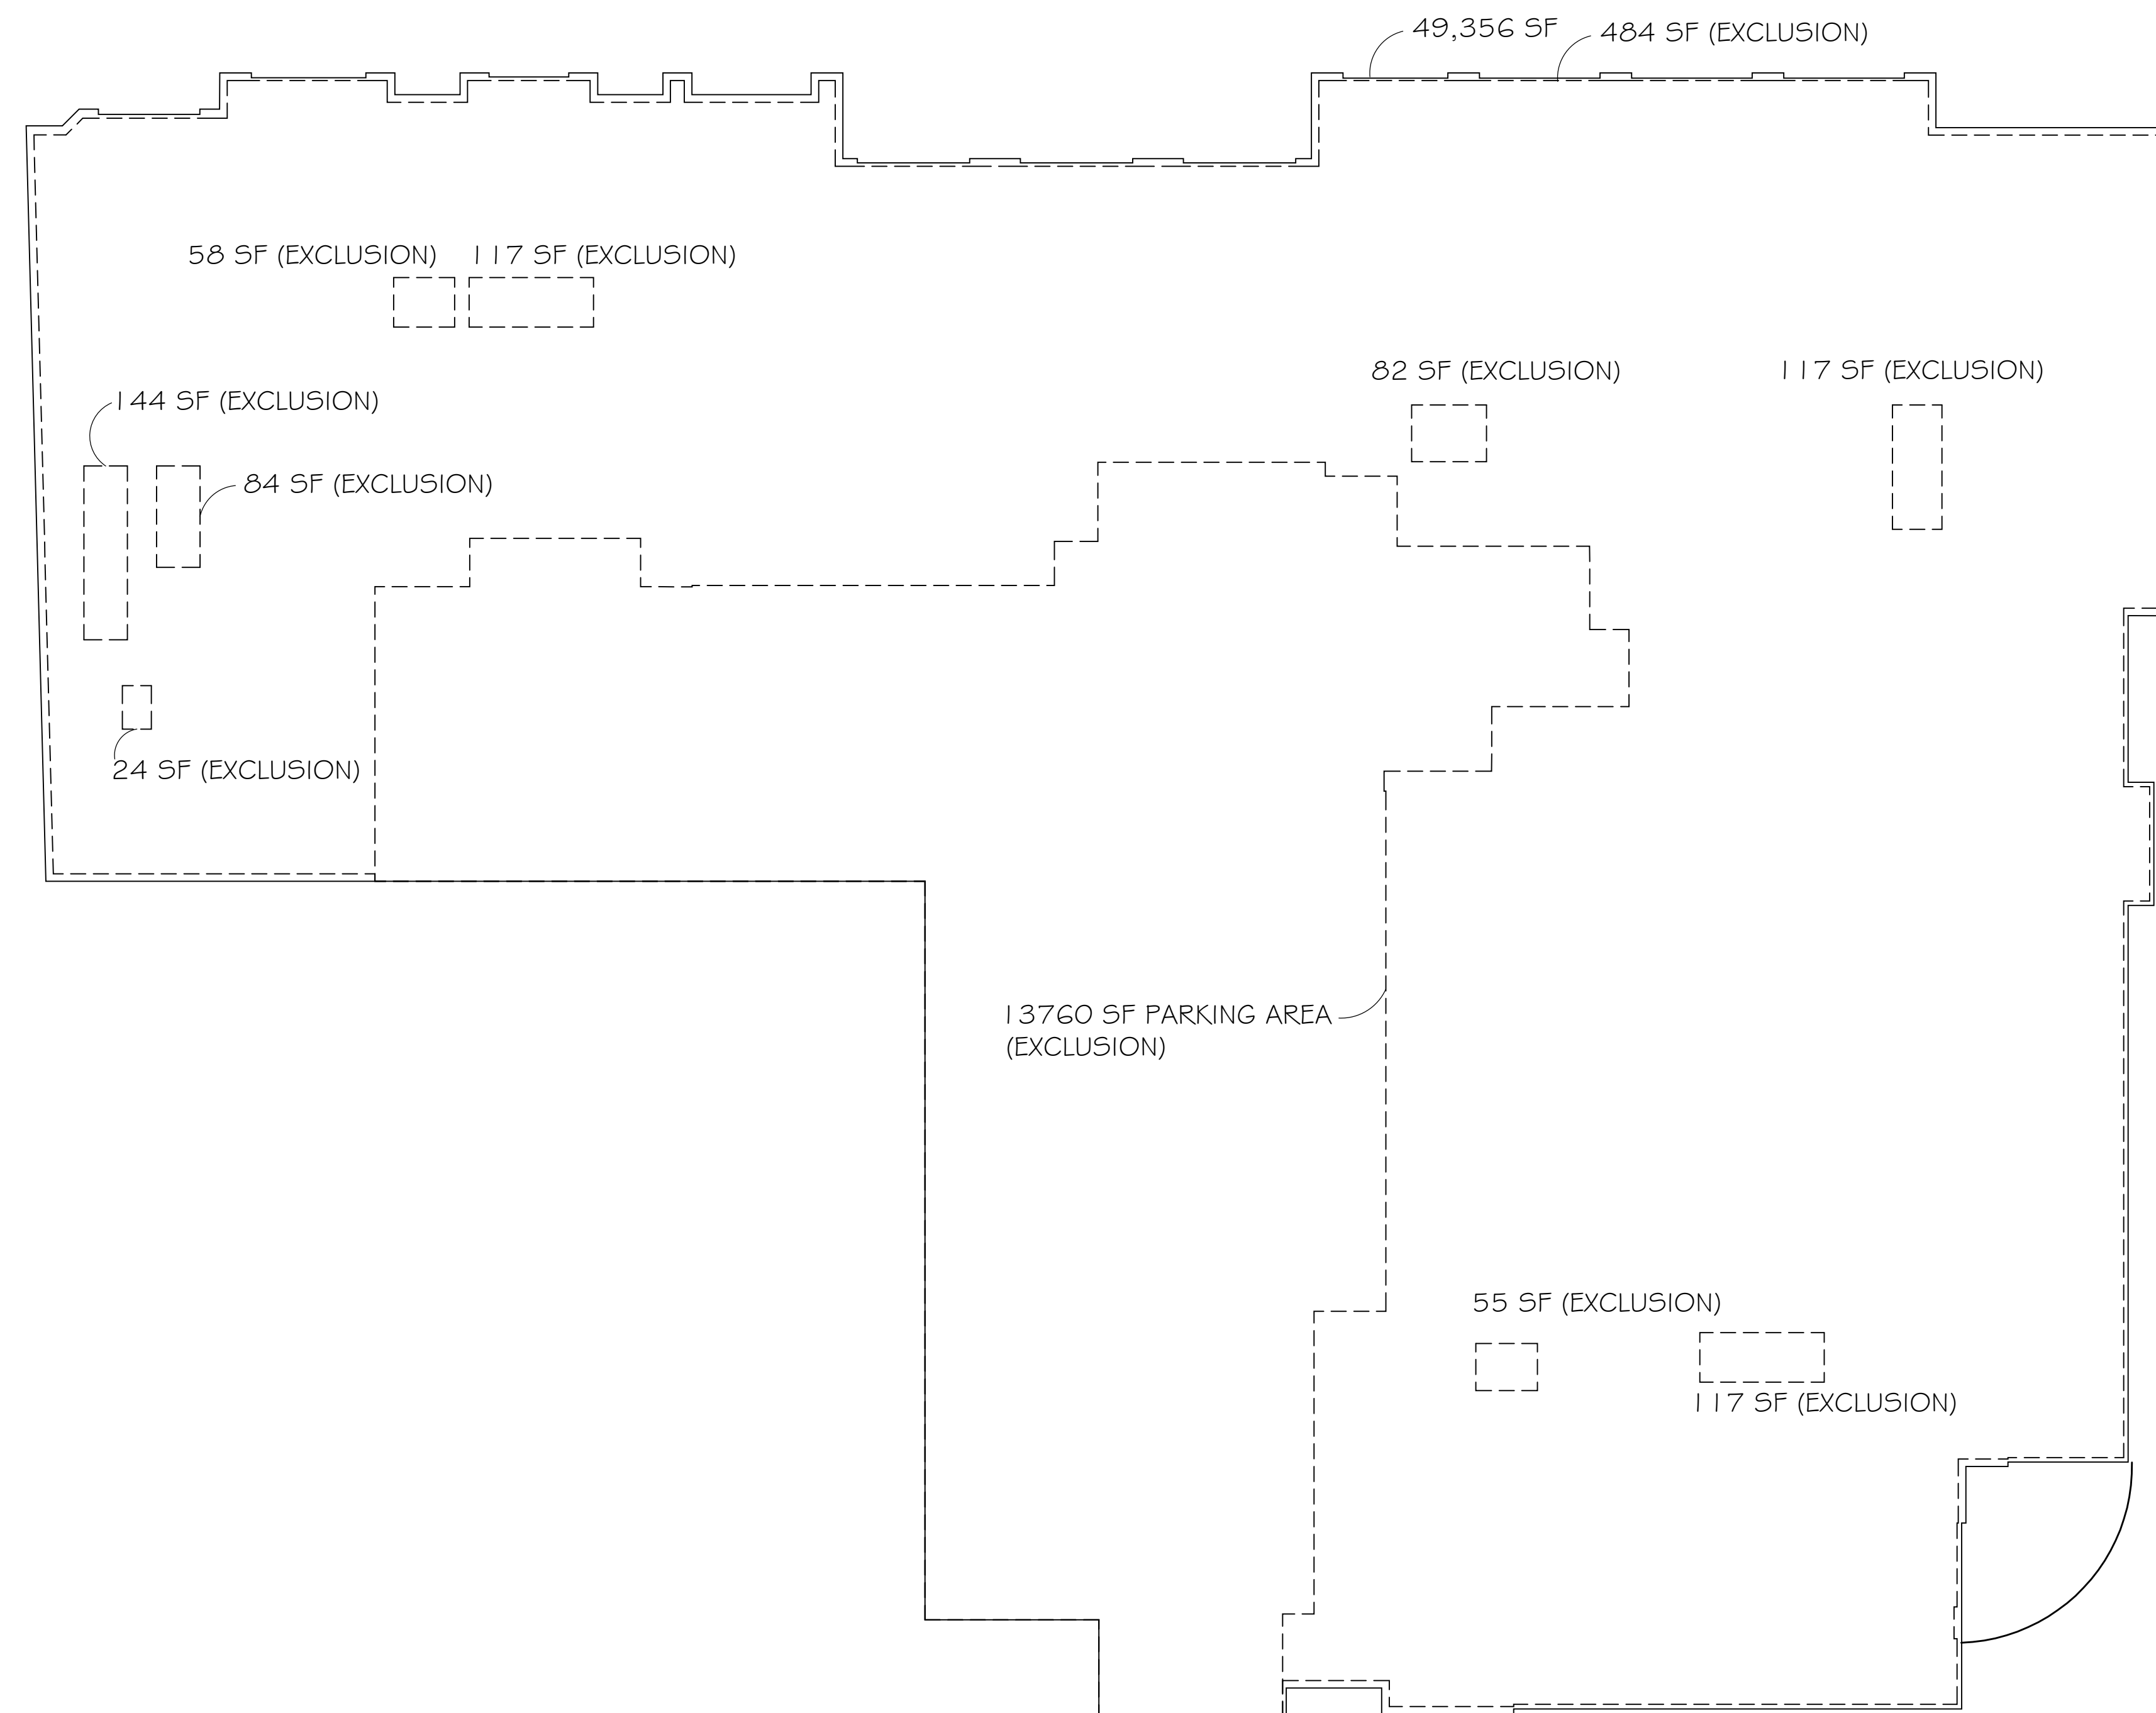 49,356 SF
484 SF (EXCLUSION)
58 SF (EXCLUSION)
117 SF (EXCLUSION)
82 SF (EXCLUSION)
117 SF (EXCLUSION)
144 SF (EXCLUSION)
84 SF (EXCLUSION)
24 SF (EXCLUSION)
13760 SF PARKING AREA
(EXCLUSION)
55 SF (EXCLUSION)
117 SF (EXCLUSION)